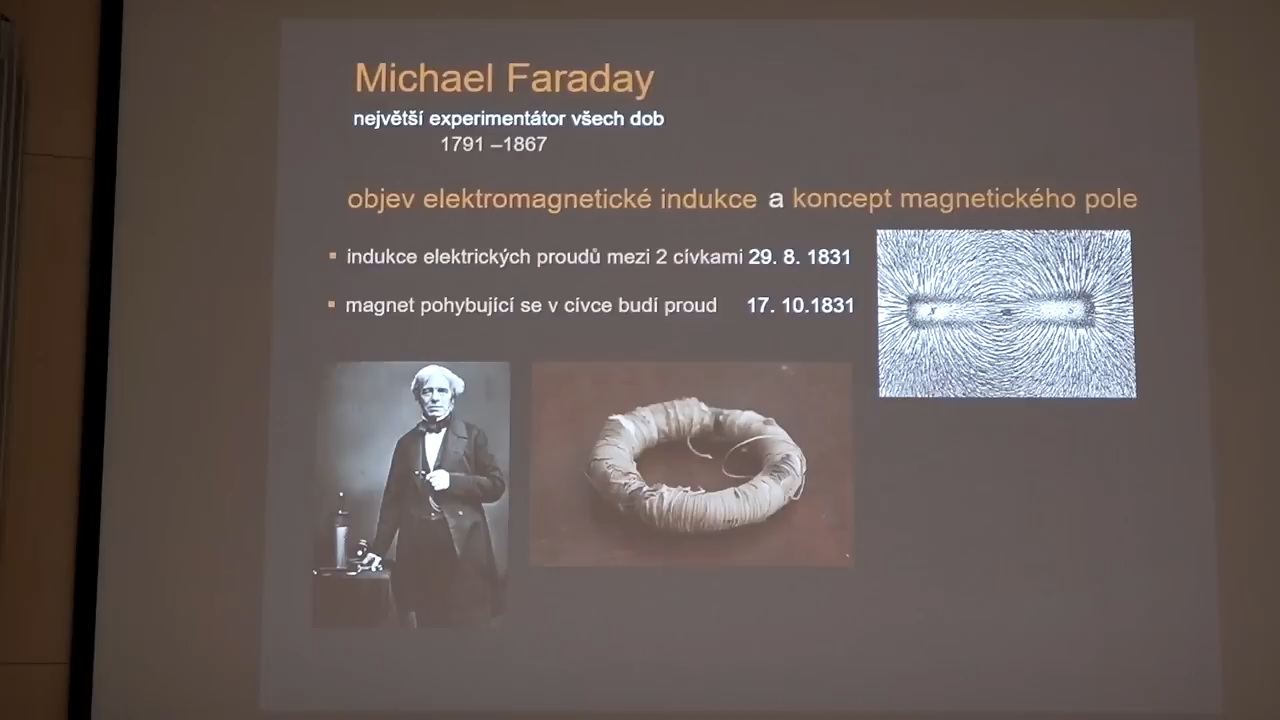 Michael Faraday
největší experimentátor všech dob
1791 –1867
objev elektromagnetické indukce a koncept magnetického pole
▪ indukce elektrických proudů mezi 2 cívkami 29. 8. 1831
▪ magnet pohybující se v cívce budí proud 17. 10.1831
N S